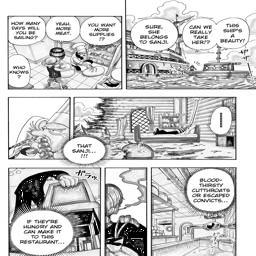 THIS
SHIP'S
A
BEAUTY!
CAN WE
REALLY
TAKE
HER!?
SURE,
SHE
BELONGS
TO SANJI.
YOU WANT
MORE
SUPPLIES
!?
YEAH,
MORE
MEAT.
HOW MANY
DAYS WILL
YOU BE
SAILING?
WHO
KNOWS
?
THAT
SANJI...
...!!!
BLOOD-
THIRSTY
CUTTHROATS
OR ESCAPED
CONVICTS...
IF THEY'RE
HUNGRY AND
CAN MAKE
IT TO
THIS
RESTAURANT...